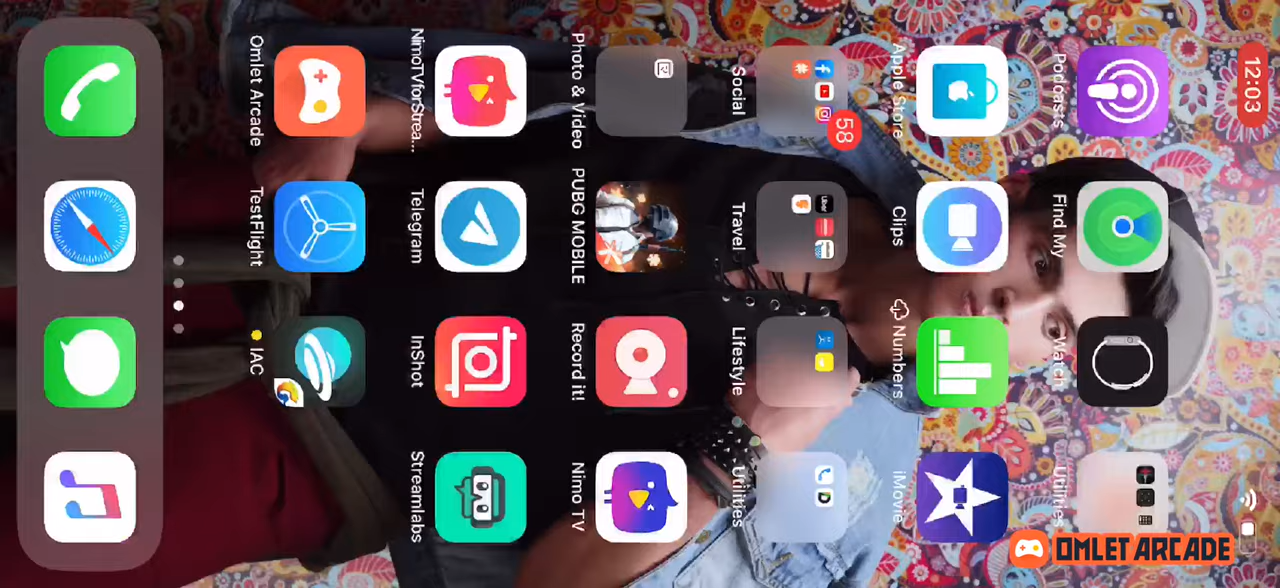 12:03
Podcasts
Find My
Watch
Utilities
Apple Store
Clips
Numbers
iMovie
58
Social
Travel
Lifestyle
Utilities
Uber
Photo & Video
PUBG MOBILE
Record it!
Nimo TV
NimoTVforStrea...
Telegram
InShot
Streamlabs
Omlet Arcade
TestFlight
IAC
OMLET ARCADE